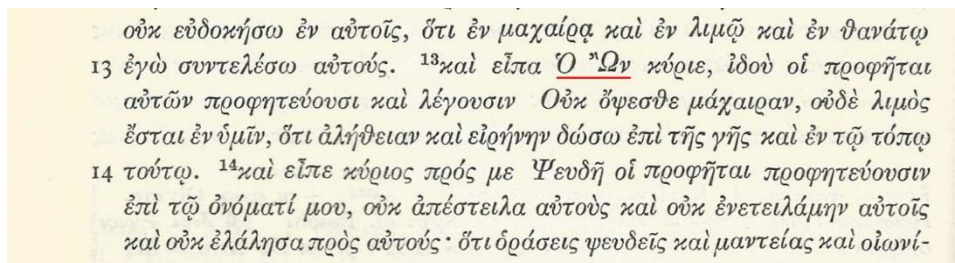 οὐκ εὐδοκήσω ἐν αὐτοῖς, ὅτι ἐν μαχαίρᾳ καὶ ἐν λιμῷ καὶ ἐν θανάτῳ
13 ἐγὼ συντελέσω αὐτούς. ¹³καὶ εἶπα Ὁ Ὤν κύριε, ἰδοὺ οἱ προφῆται
αὐτῶν προφητεύουσι καὶ λέγουσιν Οὐκ ὄψεσθε μάχαιραν, οὐδὲ λιμὸς
ἔσται ἐν ὑμῖν, ὅτι ἀλήθειαν καὶ εἰρήνην δώσω ἐπὶ τῆς γῆς καὶ ἐν τῷ τόπῳ
14 τούτῳ. ¹⁴καὶ εἶπε κύριος πρός με Ψευδῆ οἱ προφῆται προφητεύουσιν
ἐπὶ τῷ ὀνόματί μου, οὐκ ἀπέστειλα αὐτοὺς καὶ οὐκ ἐνετειλάμην αὐτοῖς
καὶ οὐκ ἐλάλησα πρὸς αὐτούς· ὅτι ὁράσεις ψευδεῖς καὶ μαντείας καὶ οἰωνί-